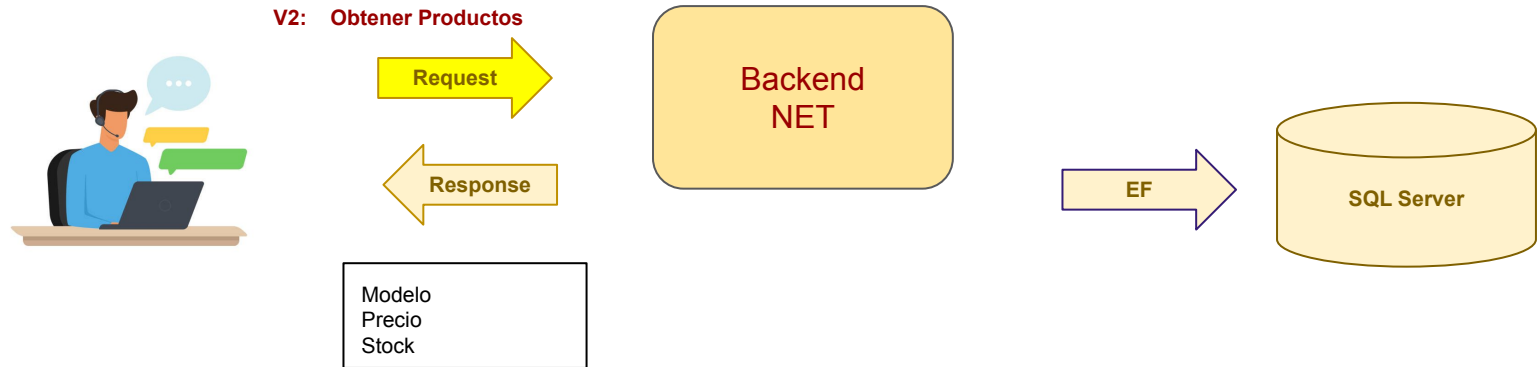 V2: Obtener Productos
Request
Backend
NET
Response
EF
SQL Server
Modelo
Precio
Stock